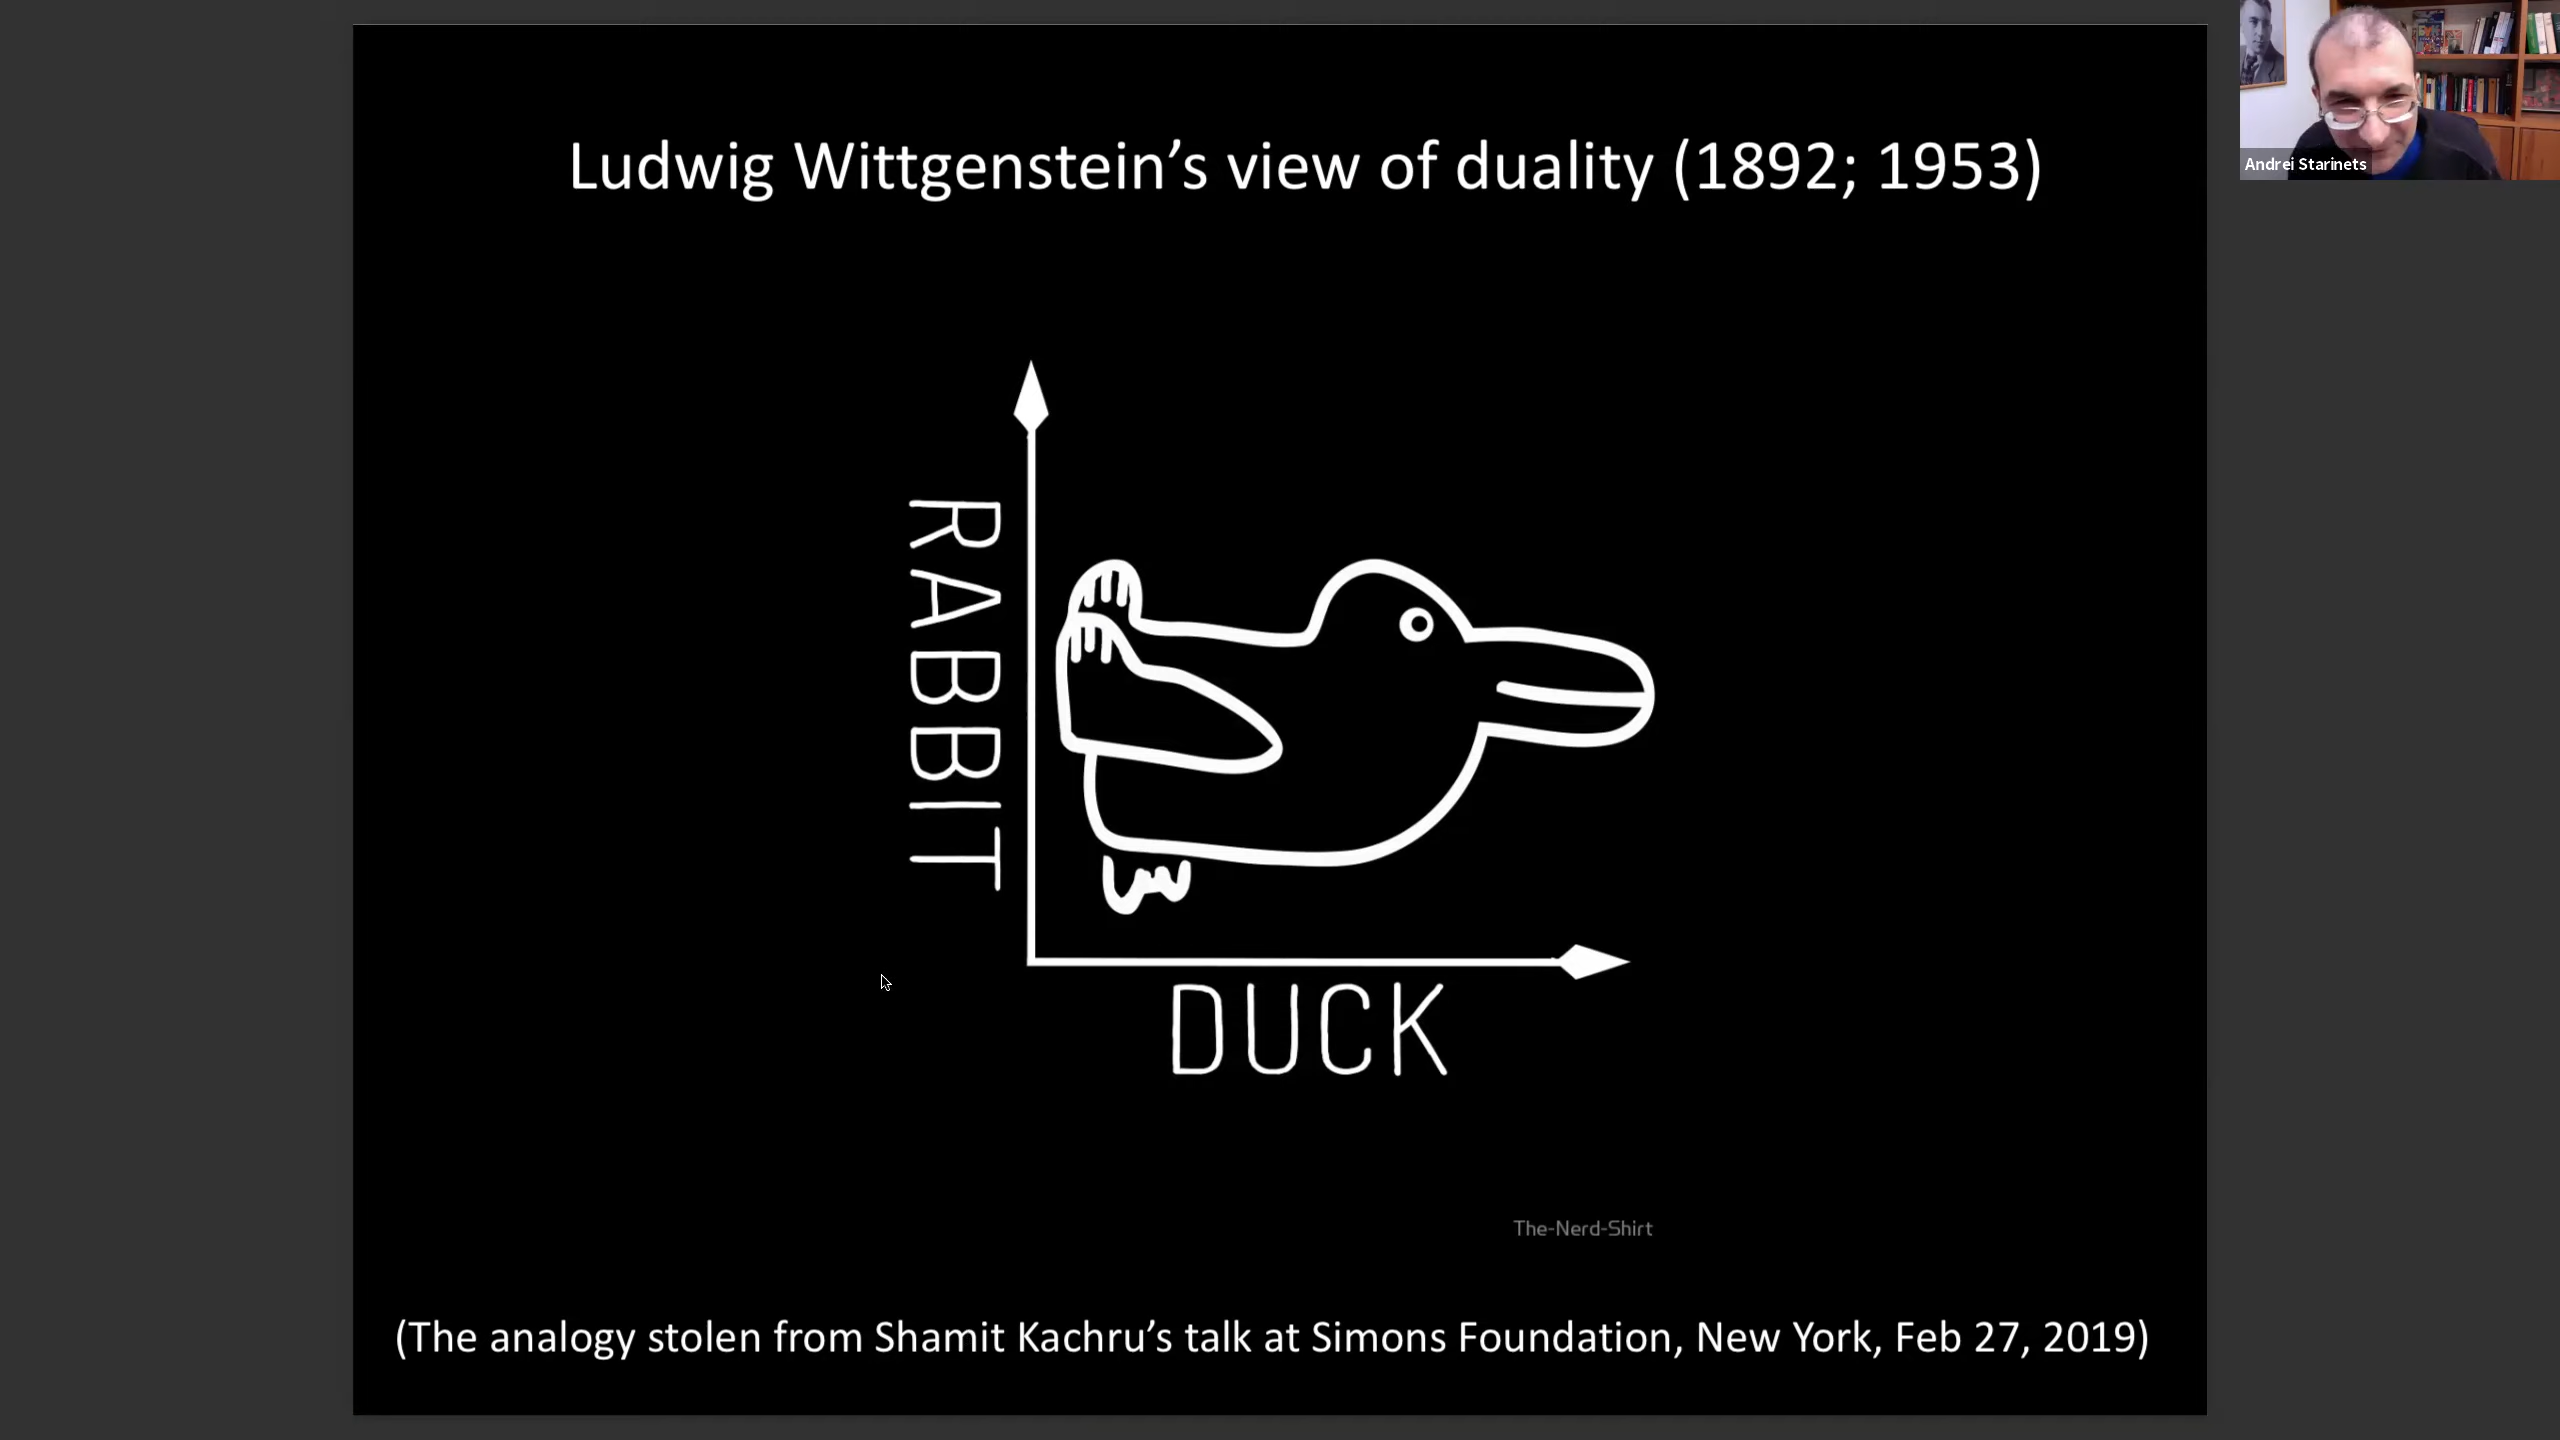 Ludwig Wittgenstein’s view of duality (1892; 1953)
Andrei Starinets
RABBIT
DUCK
The-Nerd-Shirt
(The analogy stolen from Shamit Kachru’s talk at Simons Foundation, New York, Feb 27, 2019)